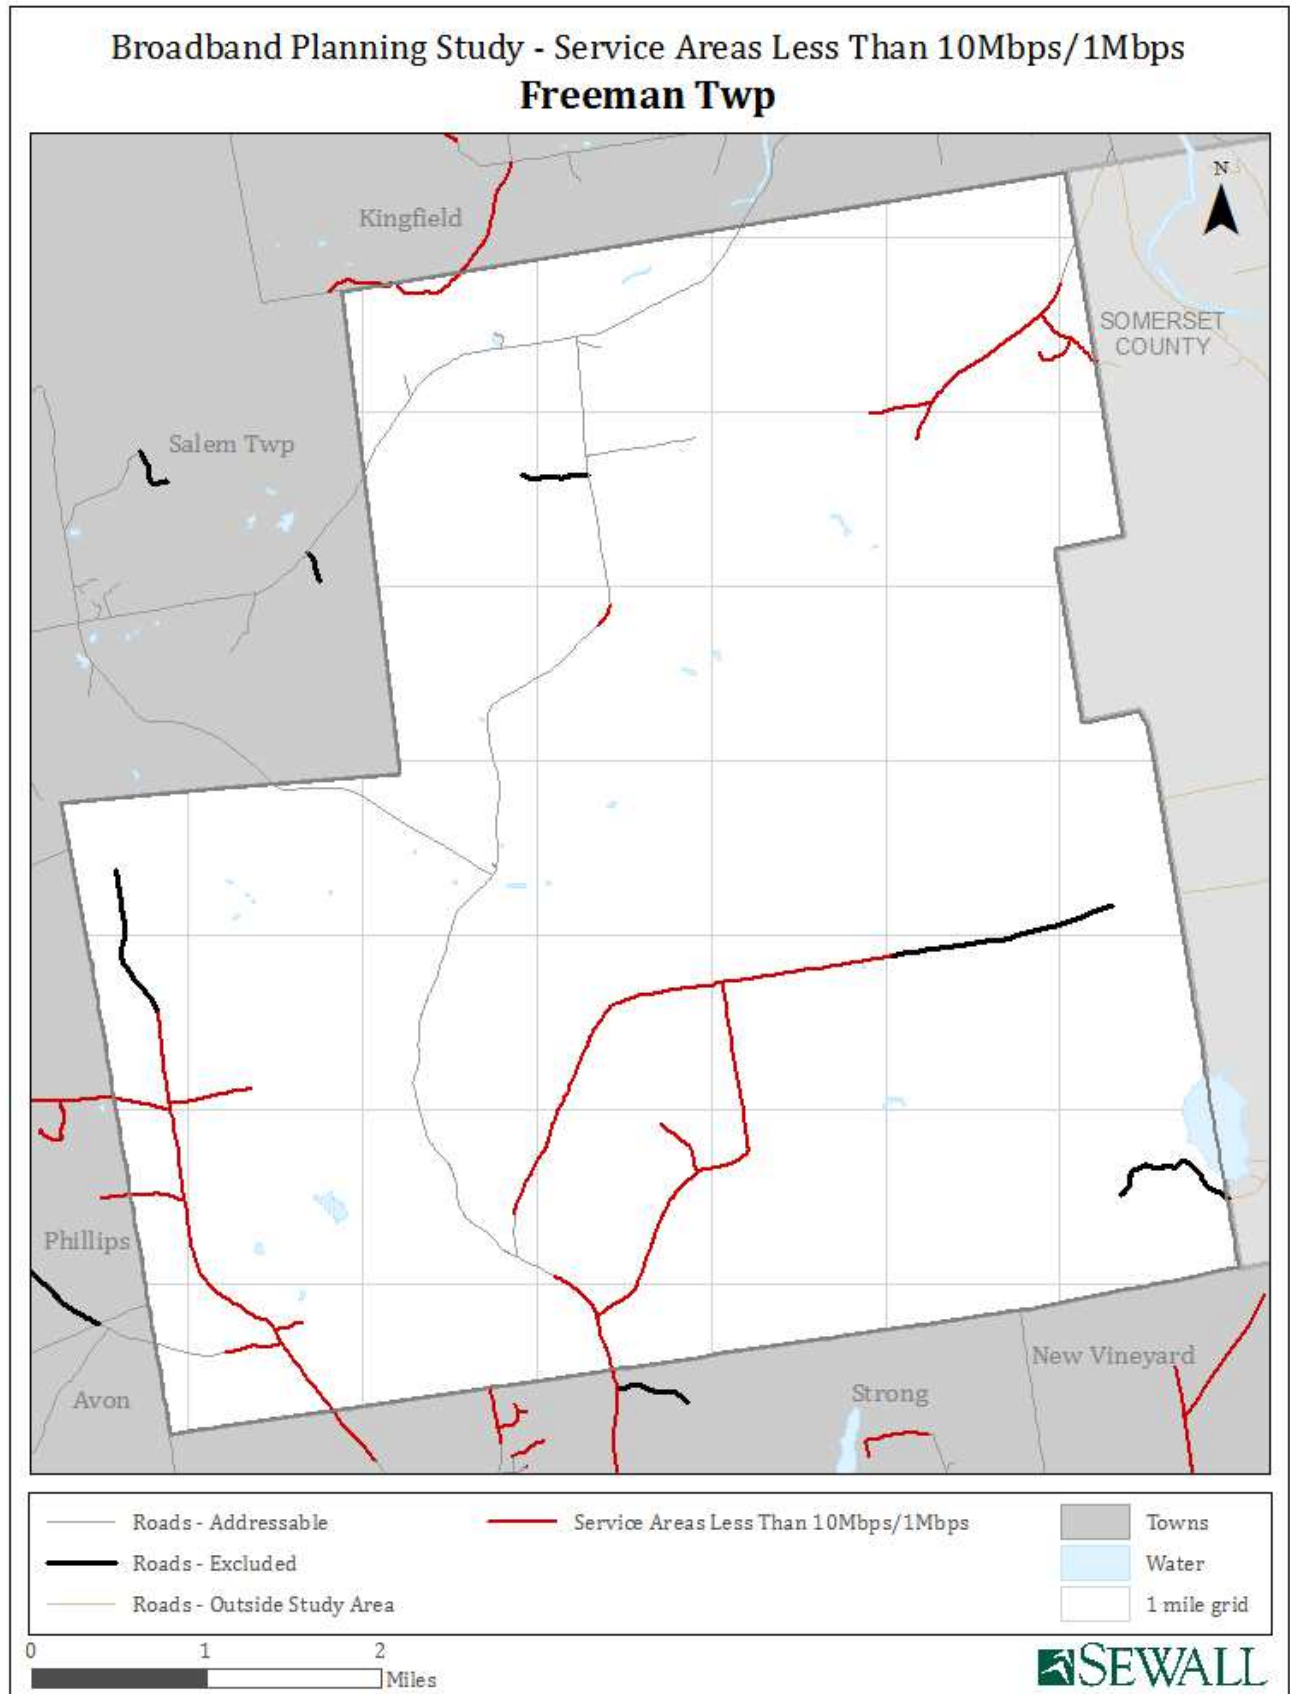 Broadband Planning Study - Service Areas Less Than 10Mbps/1Mbps
Freeman Twp
N
Kingfield
SOMERSET
COUNTY
Salem Twp
Phillips
New Vineyard
Avon
Strong
Roads - Addressable
Service Areas Less Than 10Mbps/1Mbps
Towns
Roads - Excluded
Water
Roads - Outside Study Area
1 mile grid
0 1 2
Miles
SEWALL